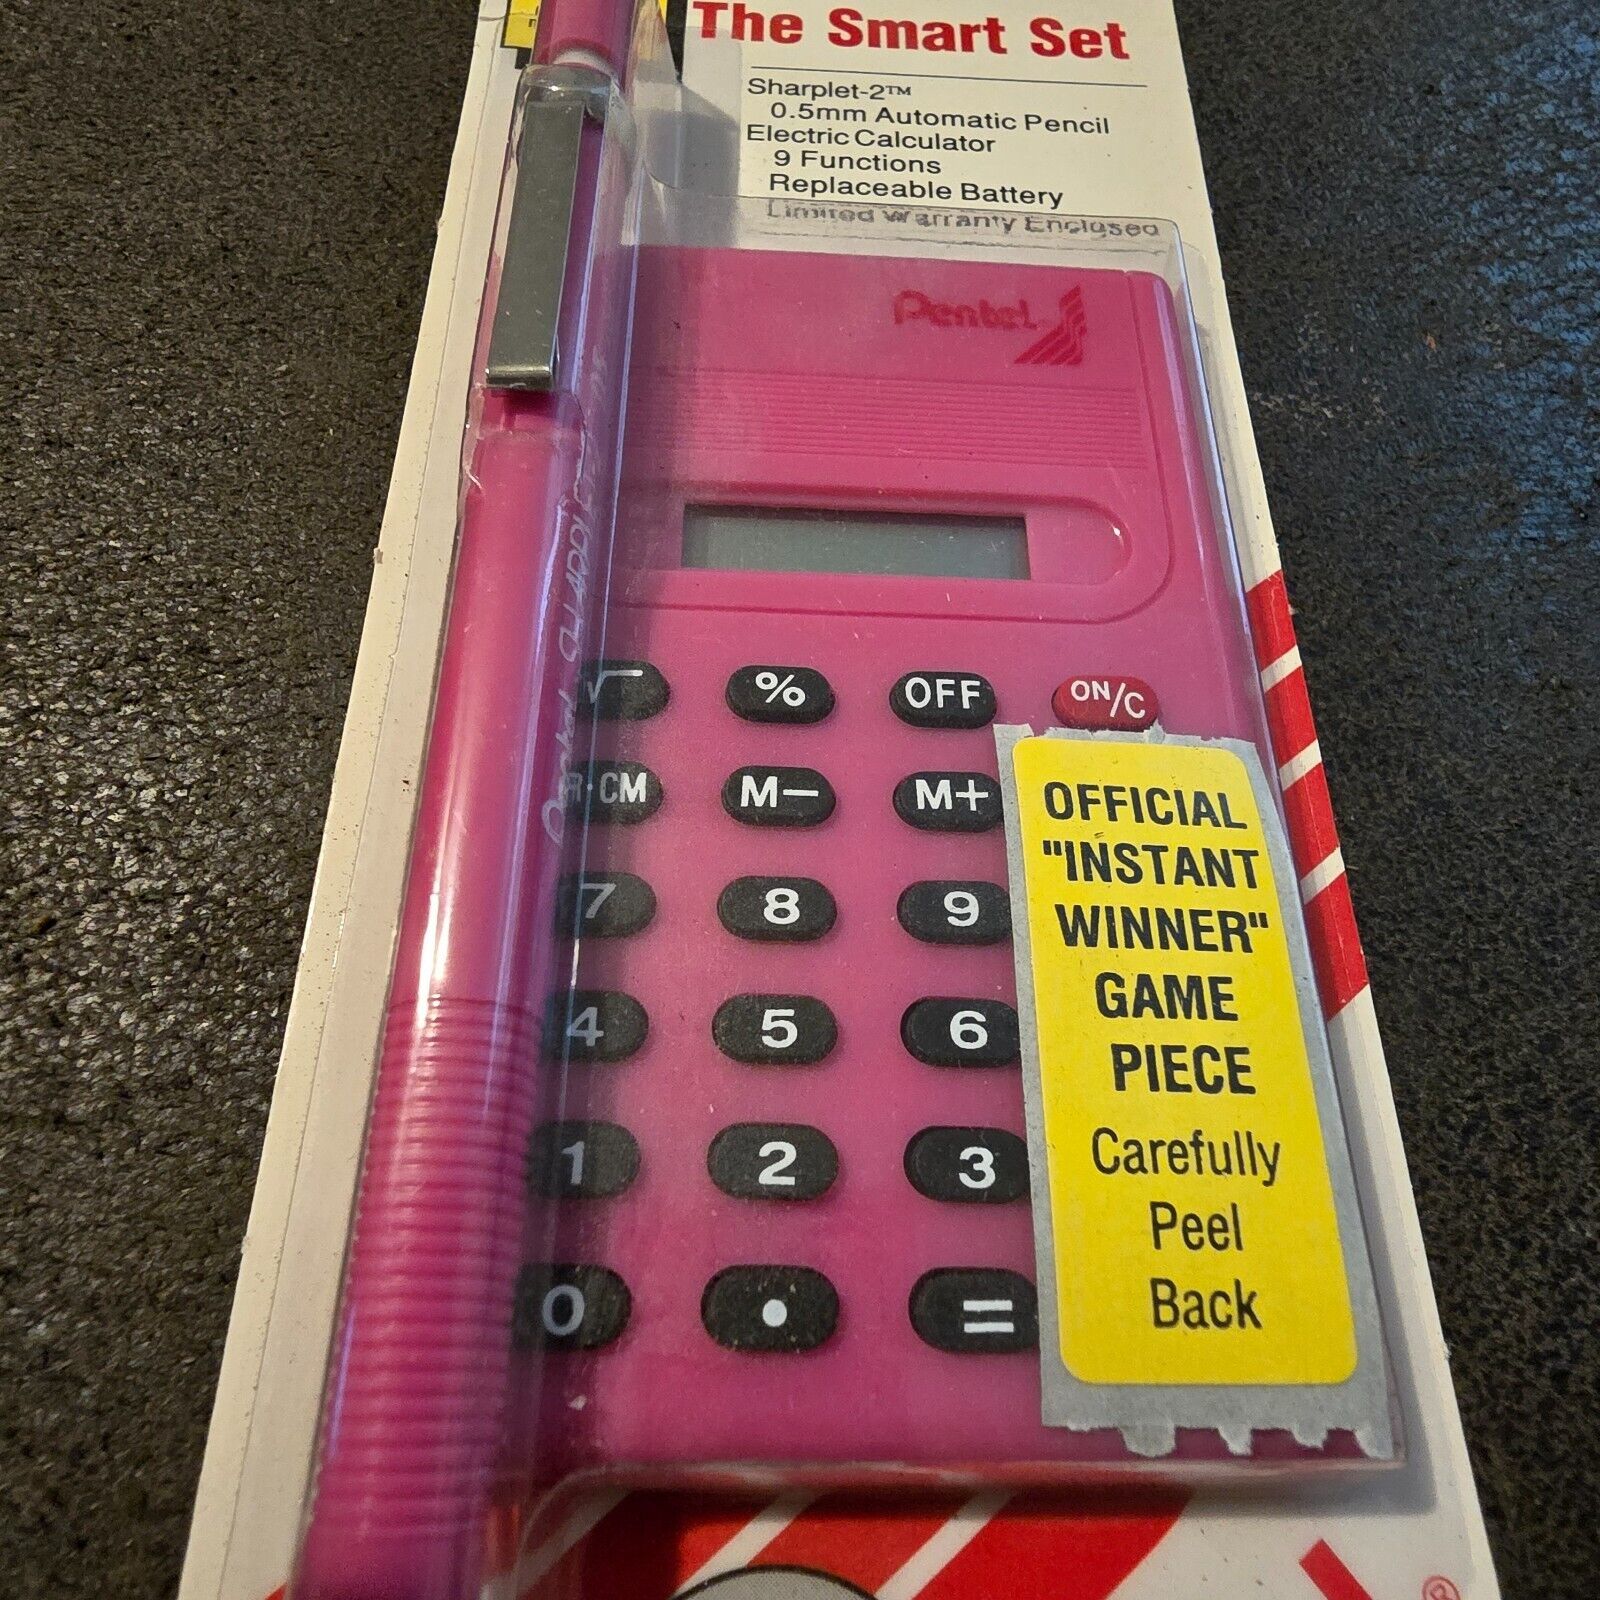 The Smart Set
Sharplet-2™
0.5mm Automatic Pencil
Electric Calculator
9 Functions
Replaceable Battery
Limited Warranty Enclosed
Pentel
√ % OFF ON/C
R·CM M− M+
7 8 9
4 5 6
1 2 3
0 • =
OFFICIAL
"INSTANT
WINNER"
GAME
PIECE
Carefully
Peel
Back
®